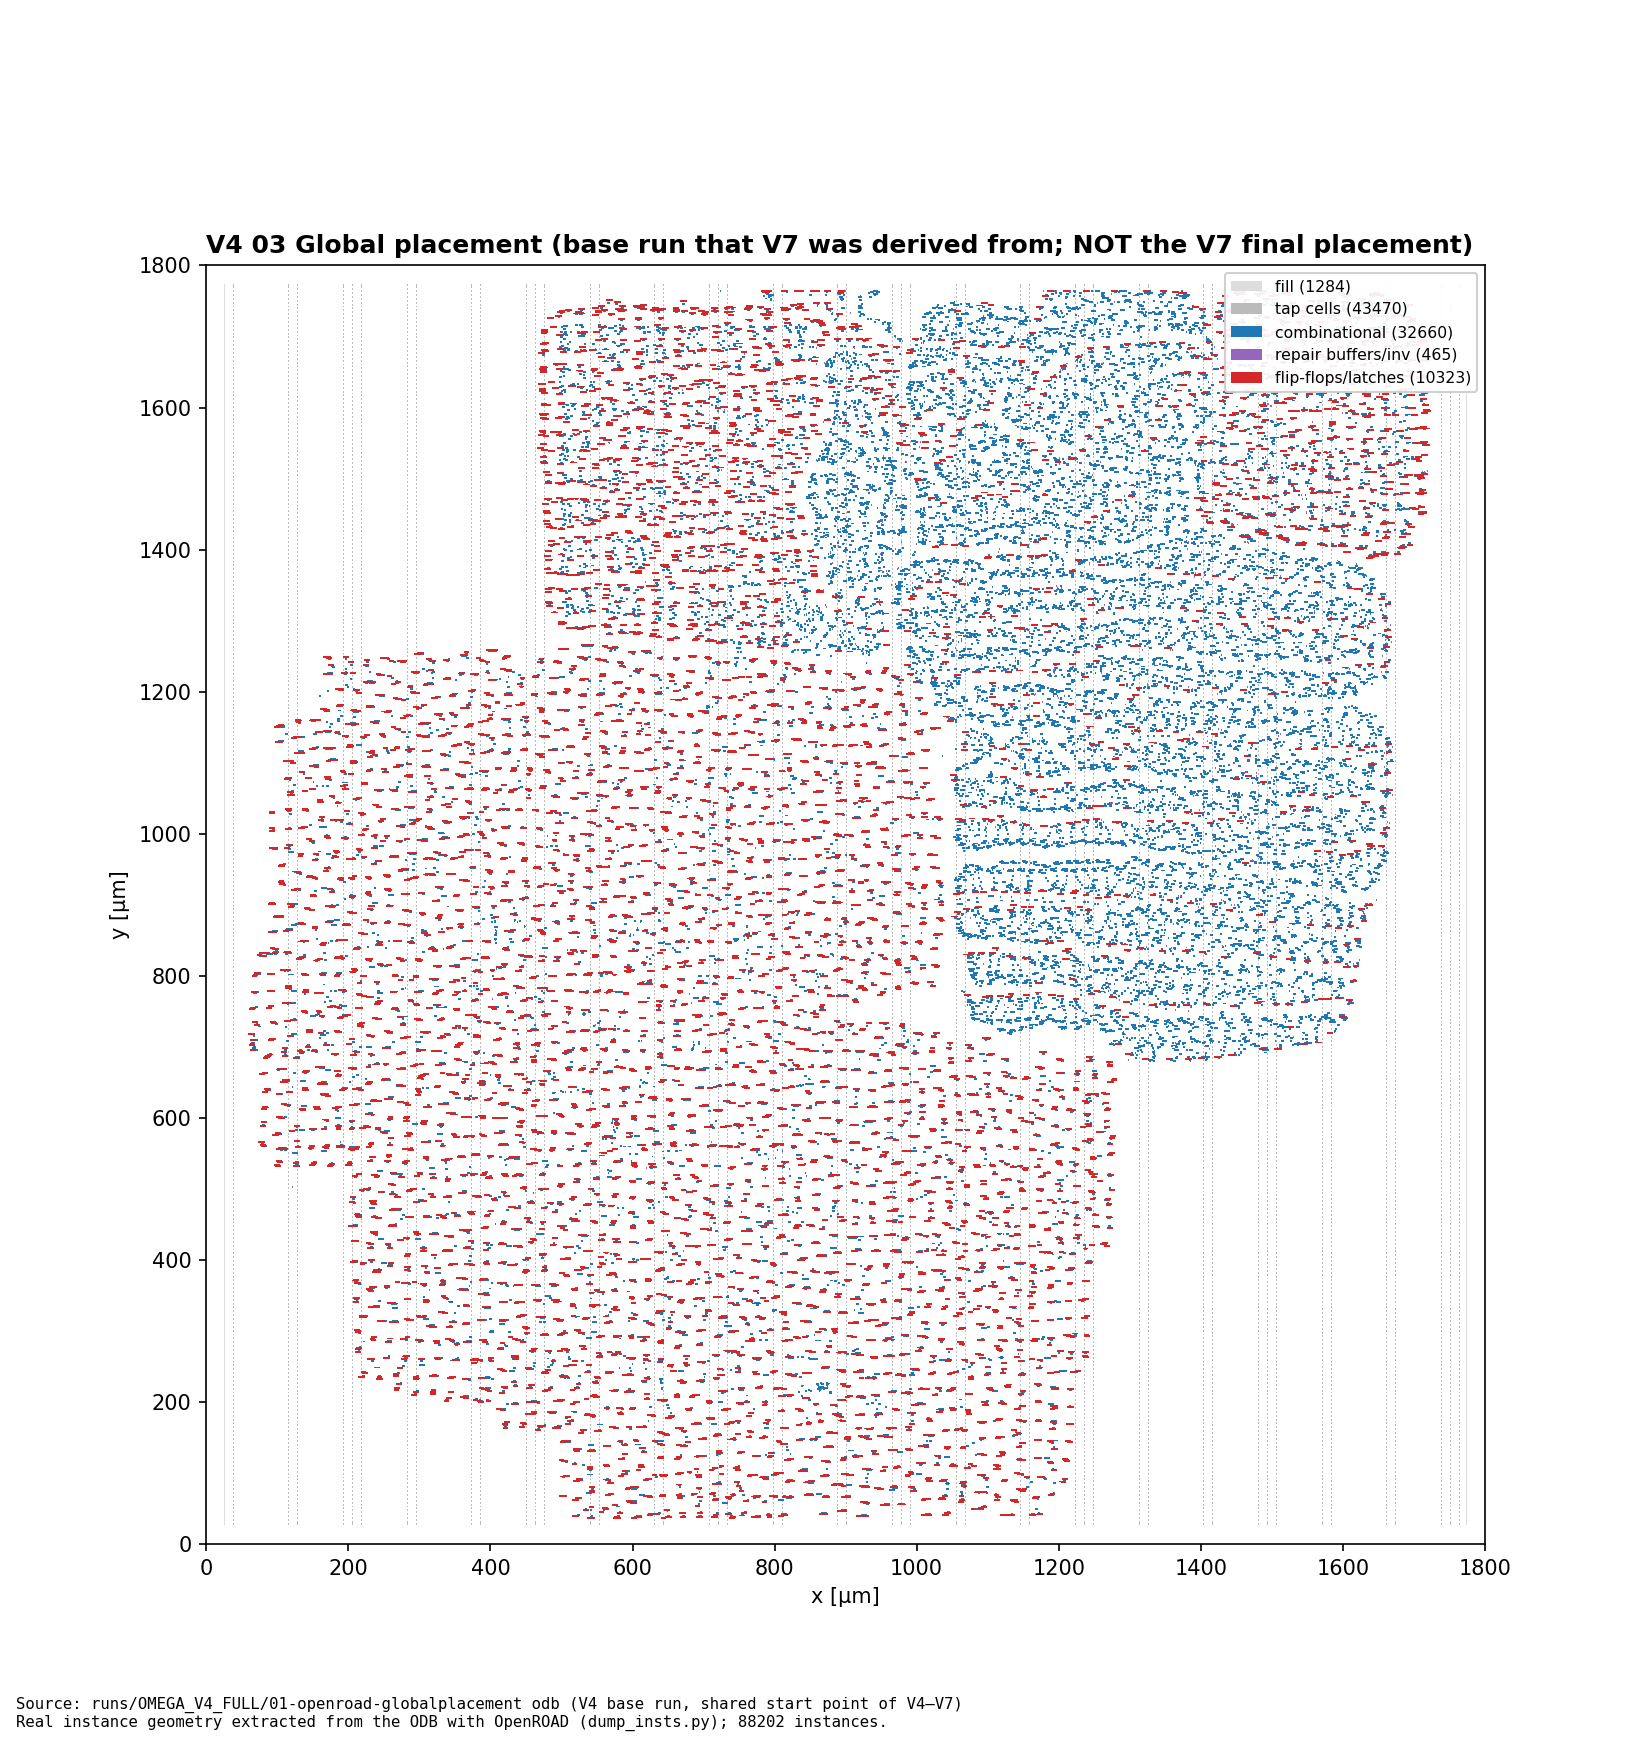 V4 03 Global placement (base run that V7 was derived from; NOT the V7 final placement)
fill (1284)
tap cells (43470)
combinational (32660)
repair buffers/inv (465)
flip-flops/latches (10323)
1800
1600
1400
1200
1000
800
600
400
200
0
y [µm]
0 200 400 600 800 1000 1200 1400 1600 1800
x [µm]
Source: runs/OMEGA_V4_FULL/01-openroad-globalplacement odb (V4 base run, shared start point of V4–V7)
Real instance geometry extracted from the ODB with OpenROAD (dump_insts.py); 88202 instances.